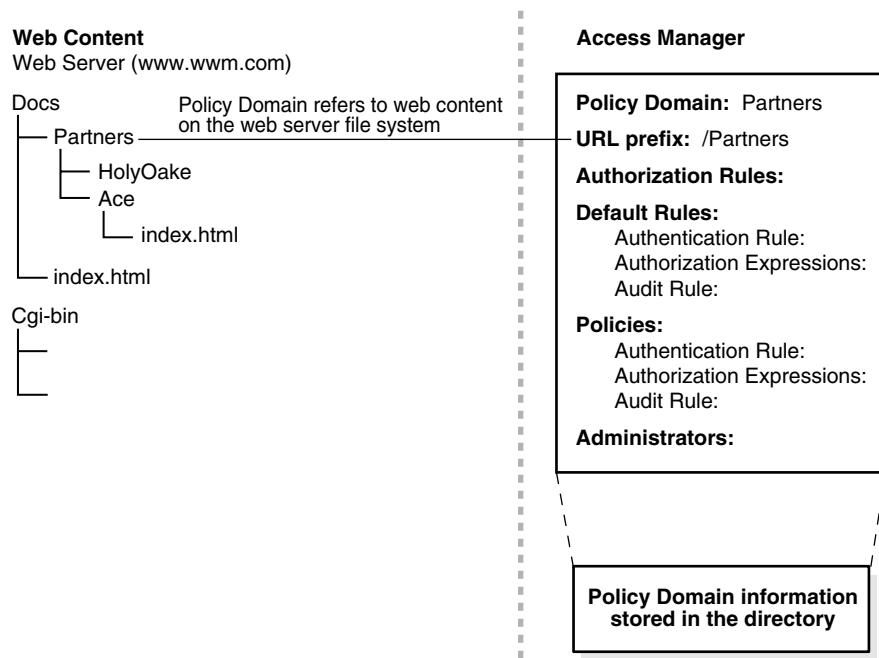 Web Content
Web Server (www.wwm.com)
Docs
Policy Domain refers to web content
on the web server file system
Partners
HolyOake
Ace
index.html
index.html
Cgi-bin
Access Manager
Policy Domain: Partners
URL prefix: /Partners
Authorization Rules:
Default Rules:
Authentication Rule:
Authorization Expressions:
Audit Rule:
Policies:
Authentication Rule:
Authorization Expressions:
Audit Rule:
Administrators:
Policy Domain information
stored in the directory